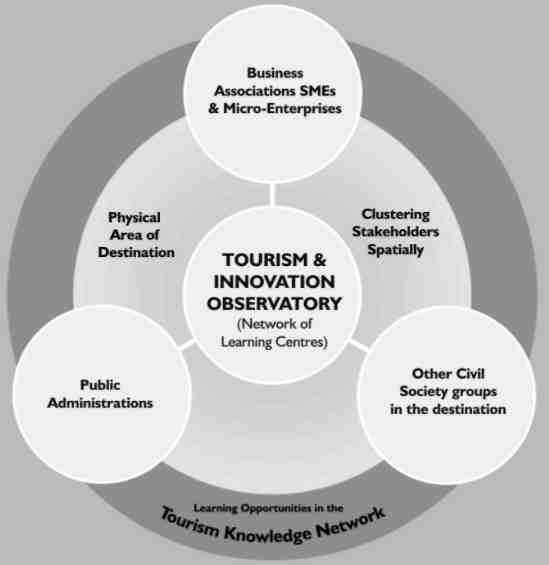 Business
Associations SMEs
& Micro-Enterprises
Physical
Area of
Destination
Clustering
Stakeholders
Spatially
TOURISM &
INNOVATION
OBSERVATORY
(Network of
Learning Centres)
Public
Administrations
Other Civil
Society groups
in the destination
Learning Opportunities in the
Tourism Knowledge Network